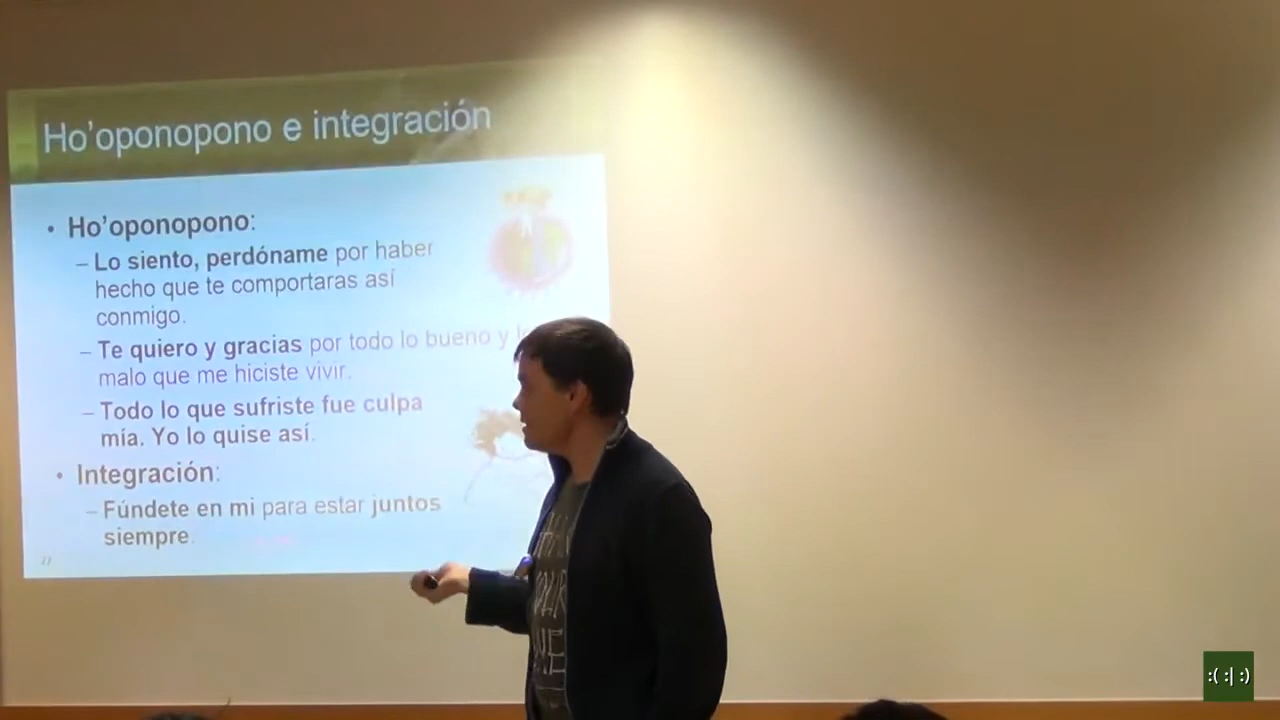 Ho'oponopono e integración
• Ho'oponopono:
– Lo siento, perdóname por haber
hecho que te comportaras así
conmigo.
– Te quiero y gracias por todo lo bueno y
malo que me hiciste vivir.
– Todo lo que sufriste fue culpa
mía. Yo lo quise así.
• Integración:
– Fúndete en mi para estar juntos
siempre.
:( :| :)